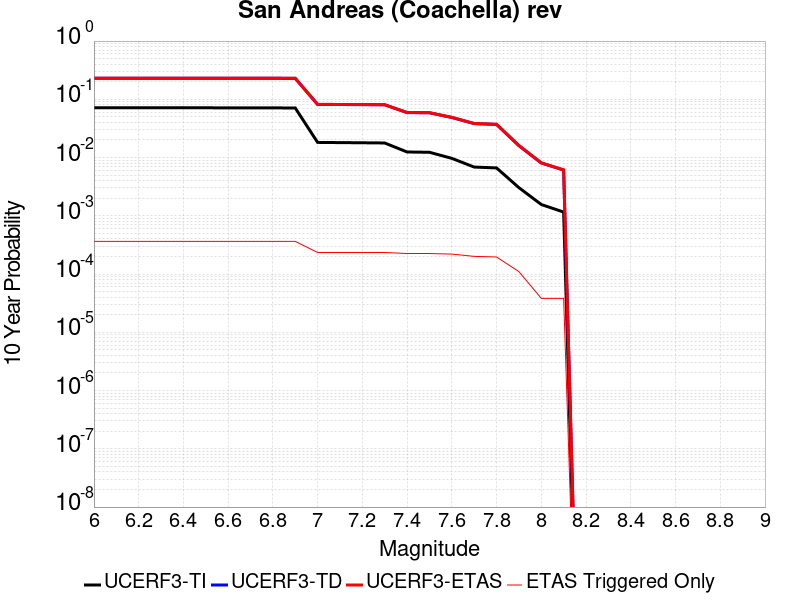 San Andreas (Coachella) rev
10^0
10^-1
10^-2
10^-3
10^-4
10^-5
10^-6
10^-7
10^-8
10 Year Probability
6 6.2 6.4 6.6 6.8 7 7.2 7.4 7.6 7.8 8 8.2 8.4 8.6 8.8 9
Magnitude
UCERF3-TI UCERF3-TD UCERF3-ETAS ETAS Triggered Only